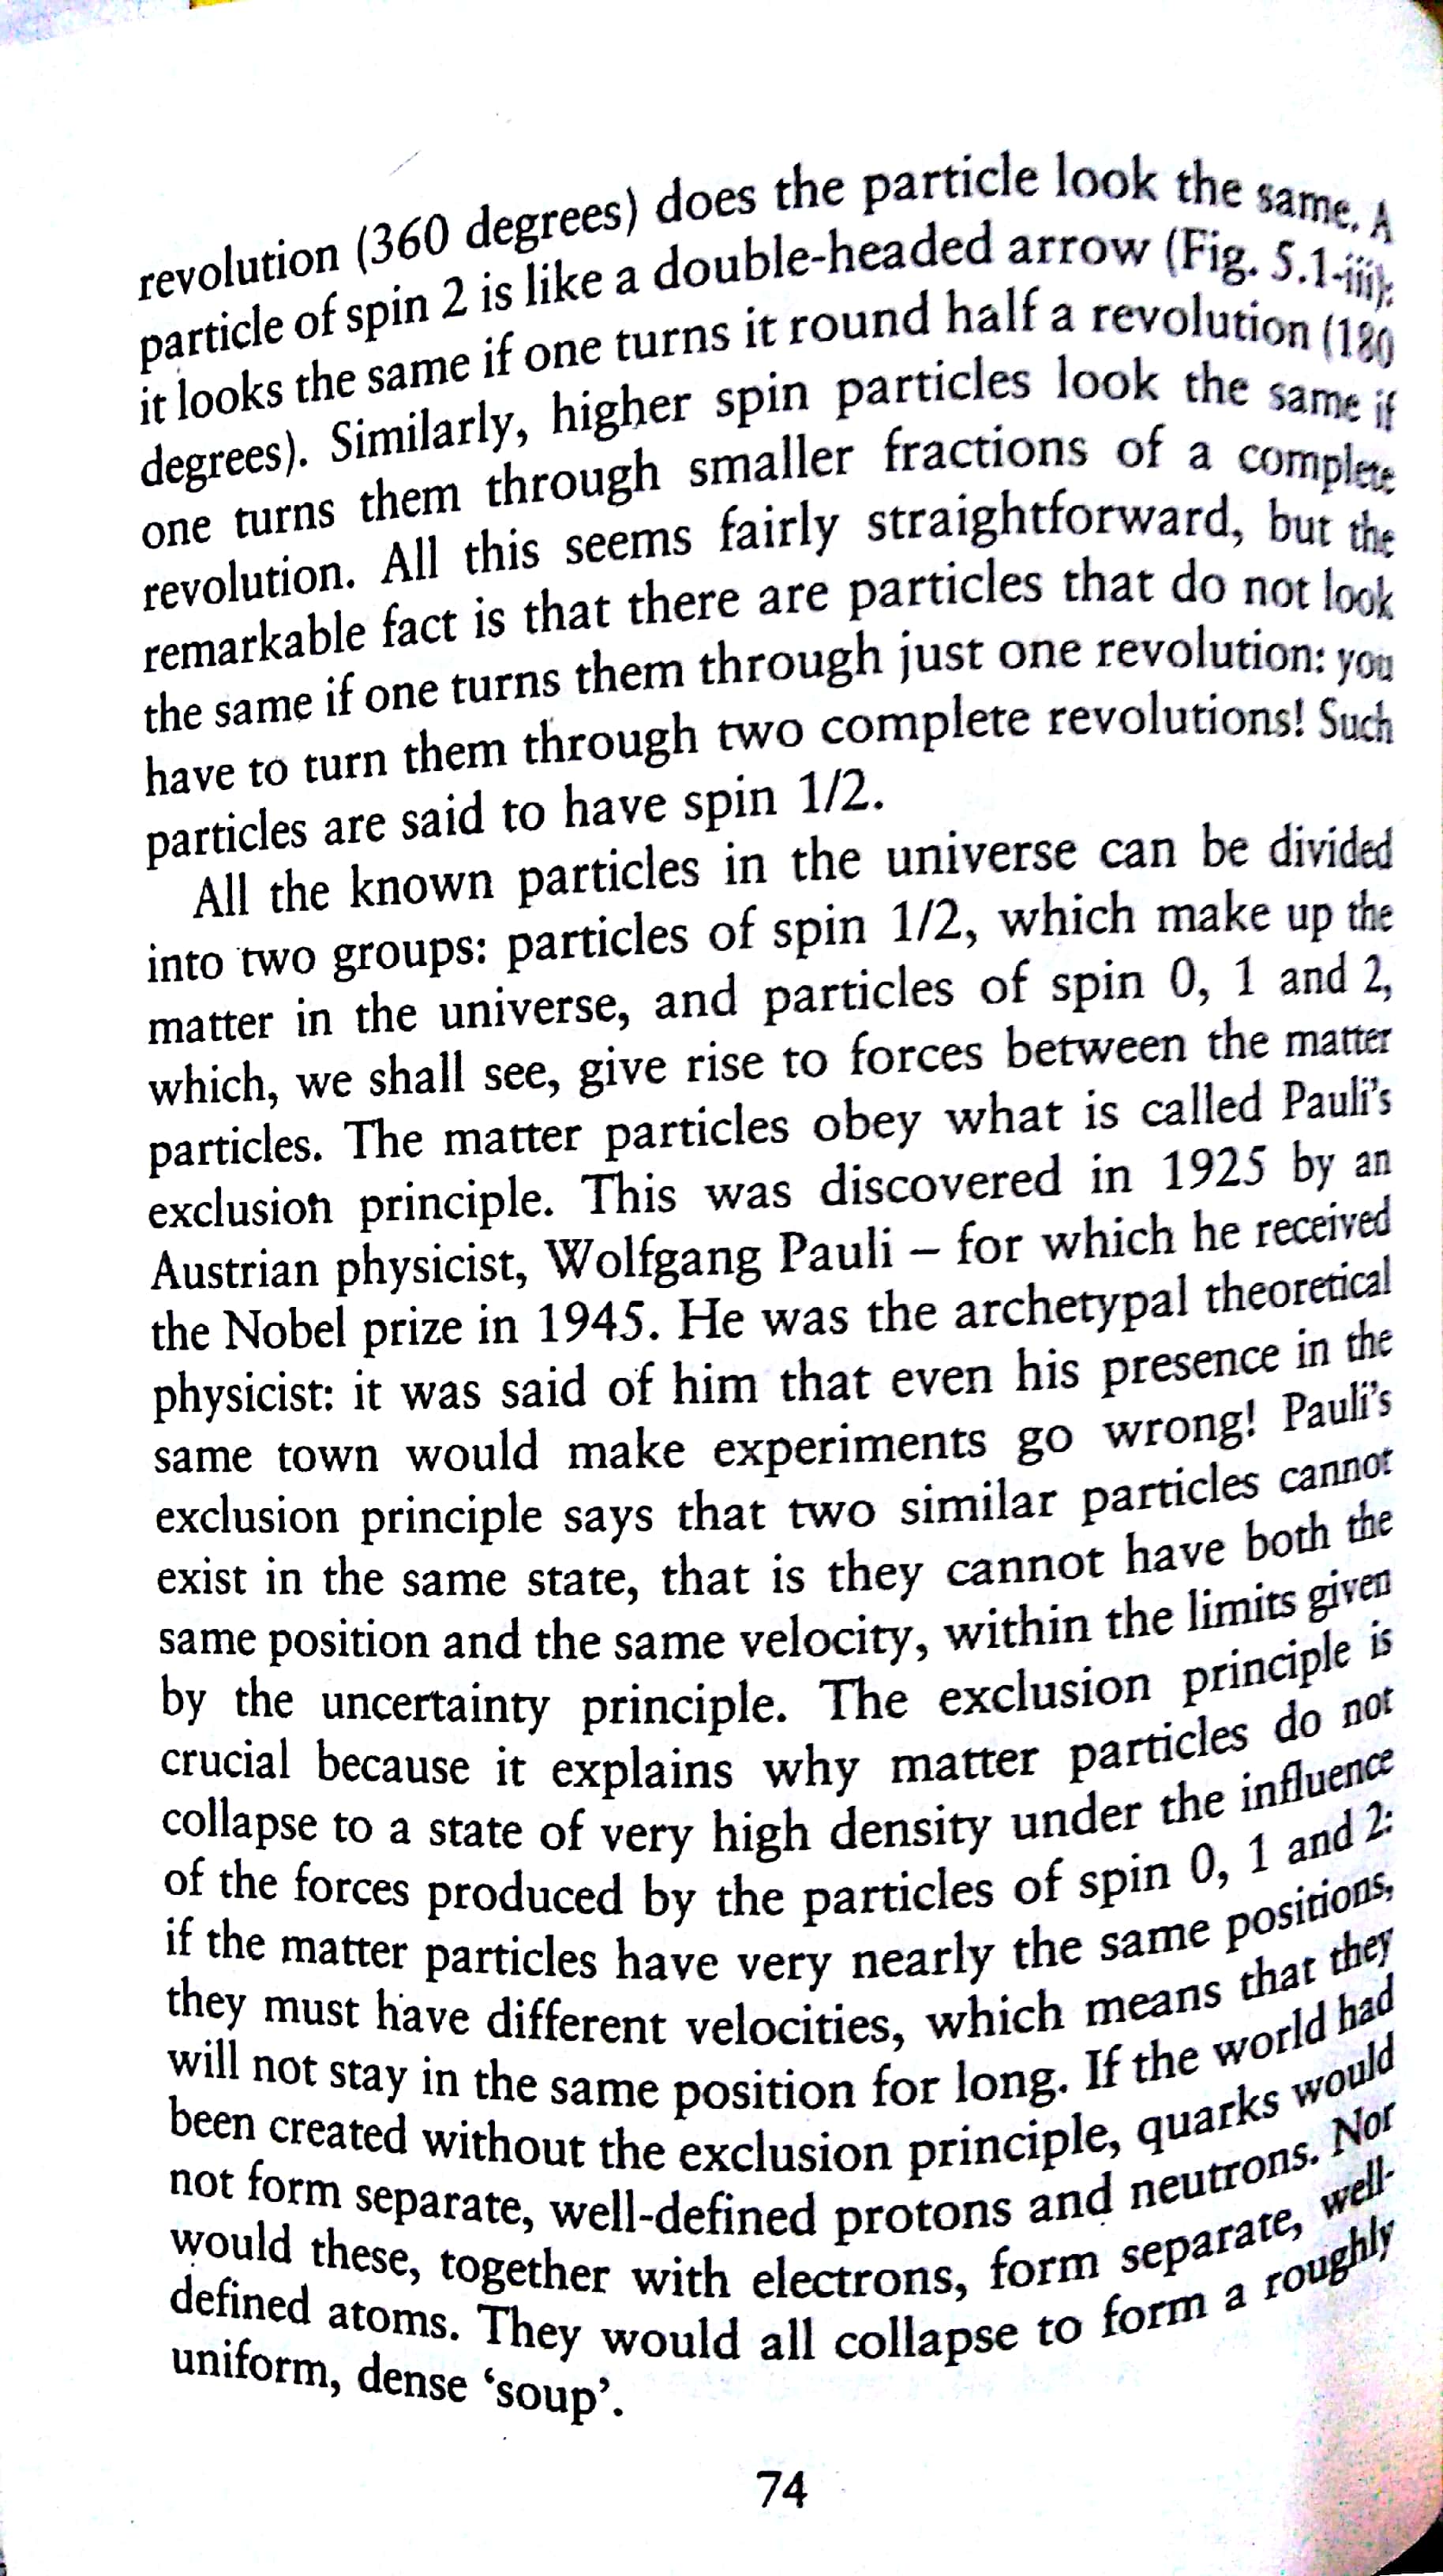 revolution (360 degrees) does the particle look the same. A
particle of spin 2 is like a double-headed arrow (Fig. 5.1-iii):
it looks the same if one turns it round half a revolution (180
degrees). Similarly, higher spin particles look the same if
one turns them through smaller fractions of a complete
revolution. All this seems fairly straightforward, but the
remarkable fact is that there are particles that do not look
the same if one turns them through just one revolution: you
have to turn them through two complete revolutions! Such
particles are said to have spin 1/2.
All the known particles in the universe can be divided
into two groups: particles of spin 1/2, which make up the
matter in the universe, and particles of spin 0, 1 and 2,
which, we shall see, give rise to forces between the matter
particles. The matter particles obey what is called Pauli's
exclusion principle. This was discovered in 1925 by an
Austrian physicist, Wolfgang Pauli – for which he received
the Nobel prize in 1945. He was the archetypal theoretical
physicist: it was said of him that even his presence in the
same town would make experiments go wrong! Pauli's
exclusion principle says that two similar particles cannot
exist in the same state, that is they cannot have both the
same position and the same velocity, within the limits given
by the uncertainty principle. The exclusion principle is
crucial because it explains why matter particles do not
collapse to a state of very high density under the influence
of the forces produced by the particles of spin 0, 1 and 2:
if the matter particles have very nearly the same positions,
they must have different velocities, which means that they
will not stay in the same position for long. If the world had
been created without the exclusion principle, quarks would
not form separate, well-defined protons and neutrons. Nor
would these, together with electrons, form separate, well-
defined atoms. They would all collapse to form a roughly
uniform, dense ‘soup’.
74